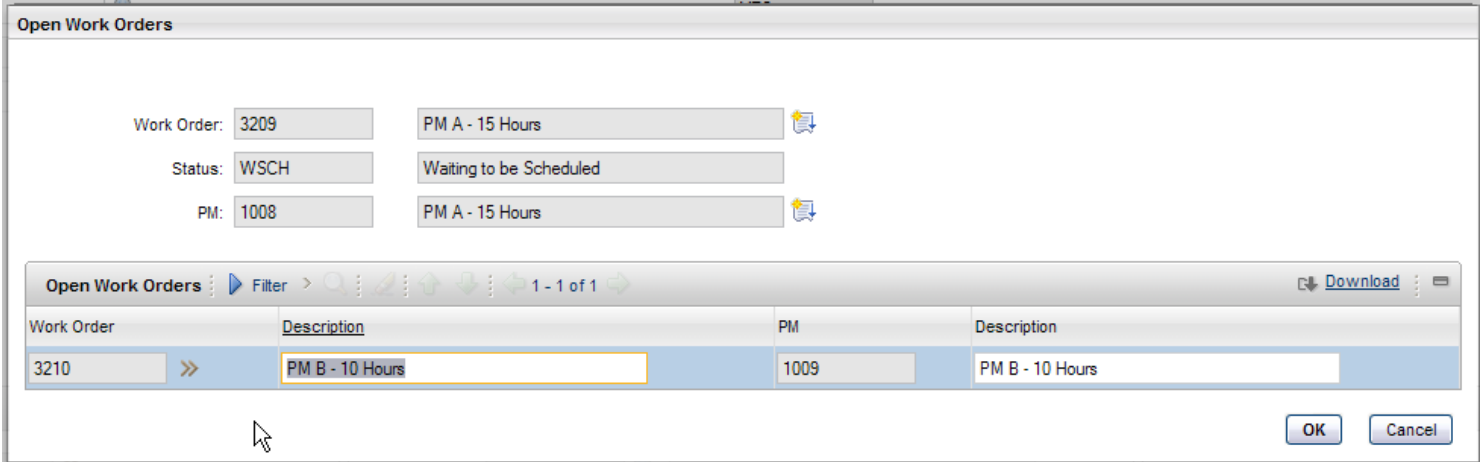 Open Work Orders
Work Order: 3209 PM A - 15 Hours
Status: WSCH Waiting to be Scheduled
PM: 1008 PM A - 15 Hours
Open Work Orders Filter 1 - 1 of 1 Download
Work Order Description PM Description
3210 PM B - 10 Hours 1009 PM B - 10 Hours
OK Cancel